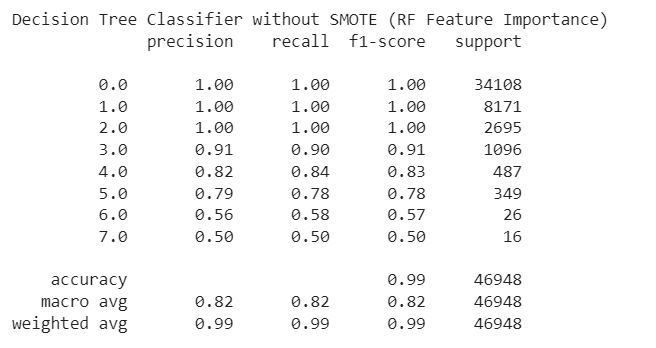 Decision Tree Classifier without SMOTE (RF Feature Importance)
precision recall f1-score support
0.0 1.00 1.00 1.00 34108
1.0 1.00 1.00 1.00 8171
2.0 1.00 1.00 1.00 2695
3.0 0.91 0.90 0.91 1096
4.0 0.82 0.84 0.83 487
5.0 0.79 0.78 0.78 349
6.0 0.56 0.58 0.57 26
7.0 0.50 0.50 0.50 16
accuracy 0.99 46948
macro avg 0.82 0.82 0.82 46948
weighted avg 0.99 0.99 0.99 46948